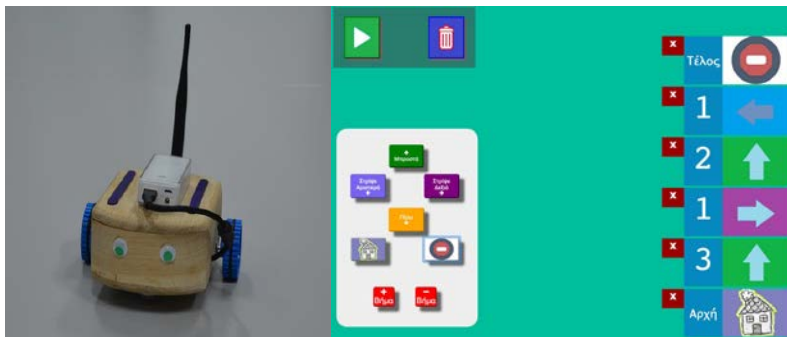 Μπροστά
Στρίψε Αριστερά
Στρίψε Δεξιά
Πίσω
+ Βήμα
- Βήμα
x
Τέλος
x
1
x
2
x
1
x
3
x
Αρχή